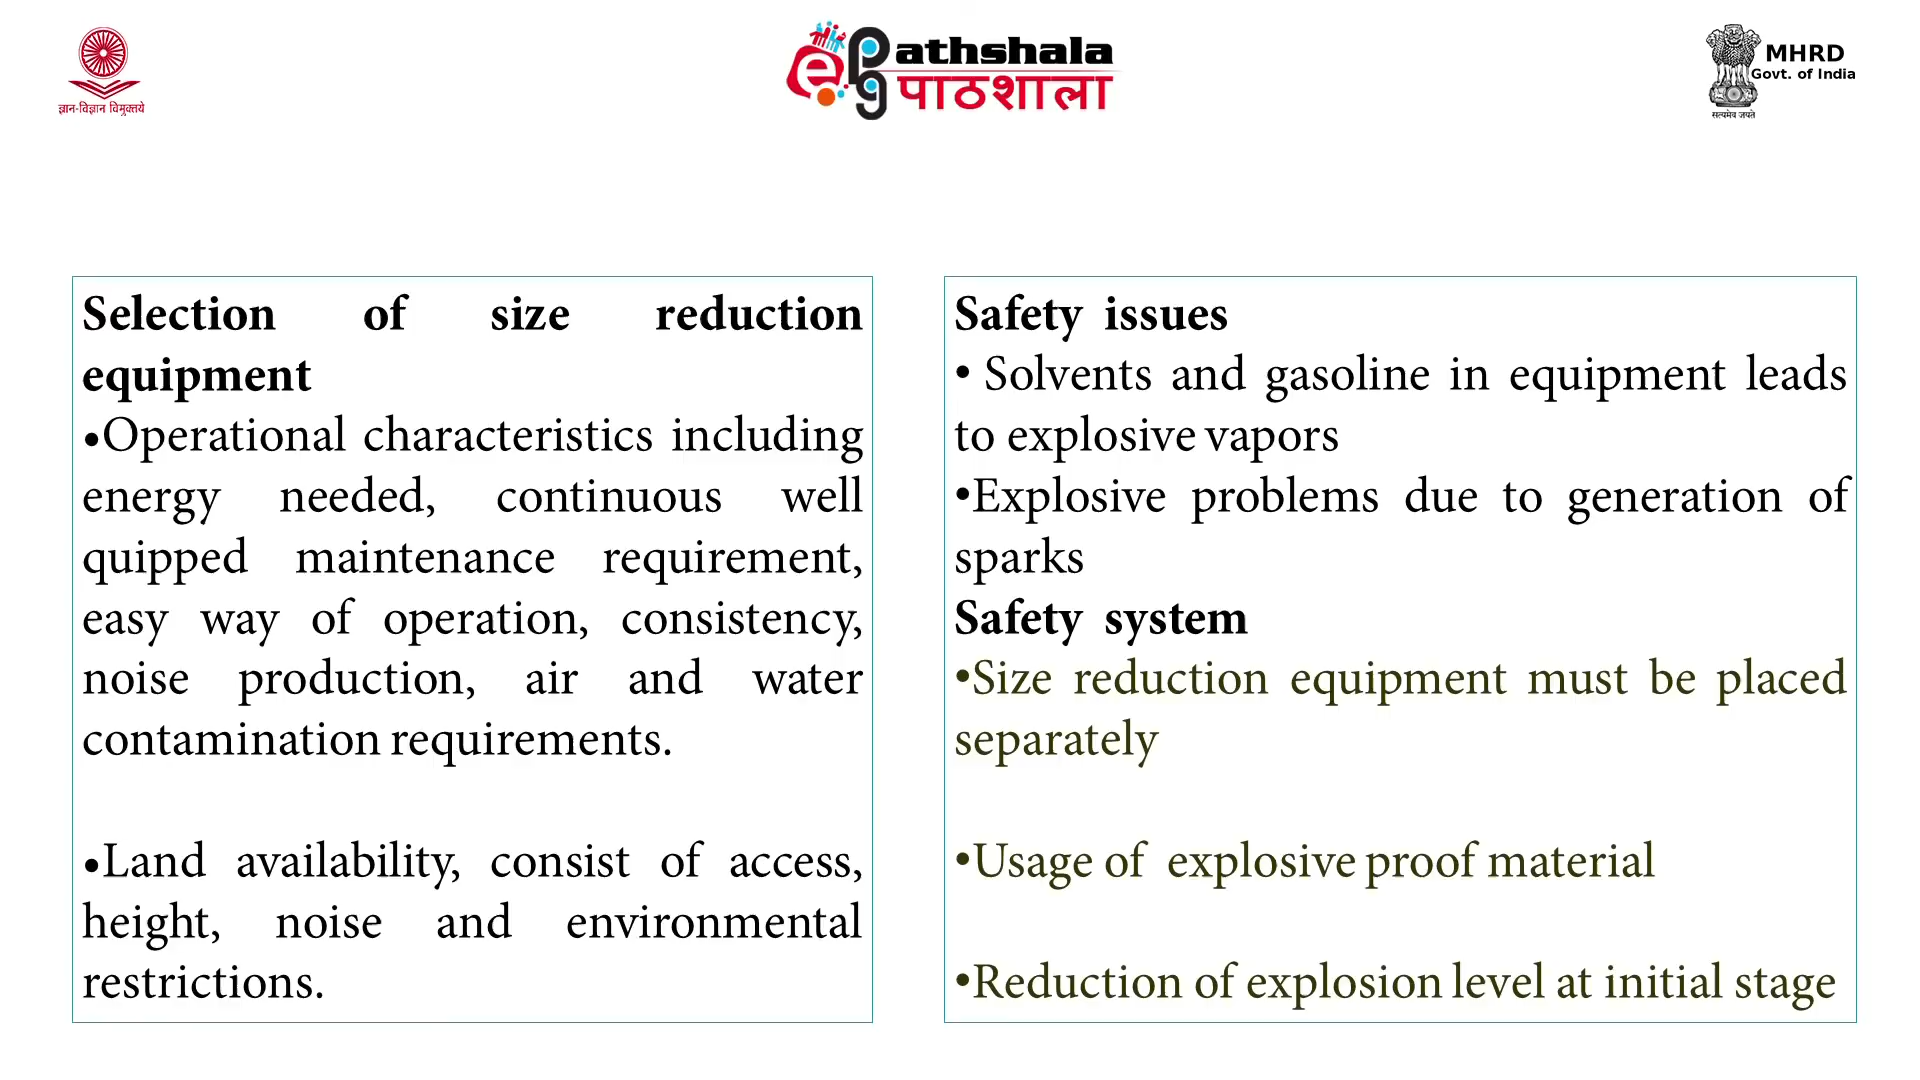 ज्ञान-विज्ञान विमुक्तये
e Pg athshala
पाठशाला
MHRD
Govt. of India
सत्यमेव जयते
Selection of size reduction
equipment
•Operational characteristics including
energy needed, continuous well
quipped maintenance requirement,
easy way of operation, consistency,
noise production, air and water
contamination requirements.
•Land availability, consist of access,
height, noise and environmental
restrictions.
Safety issues
• Solvents and gasoline in equipment leads
to explosive vapors
•Explosive problems due to generation of
sparks
Safety system
•Size reduction equipment must be placed
separately
•Usage of explosive proof material
•Reduction of explosion level at initial stage